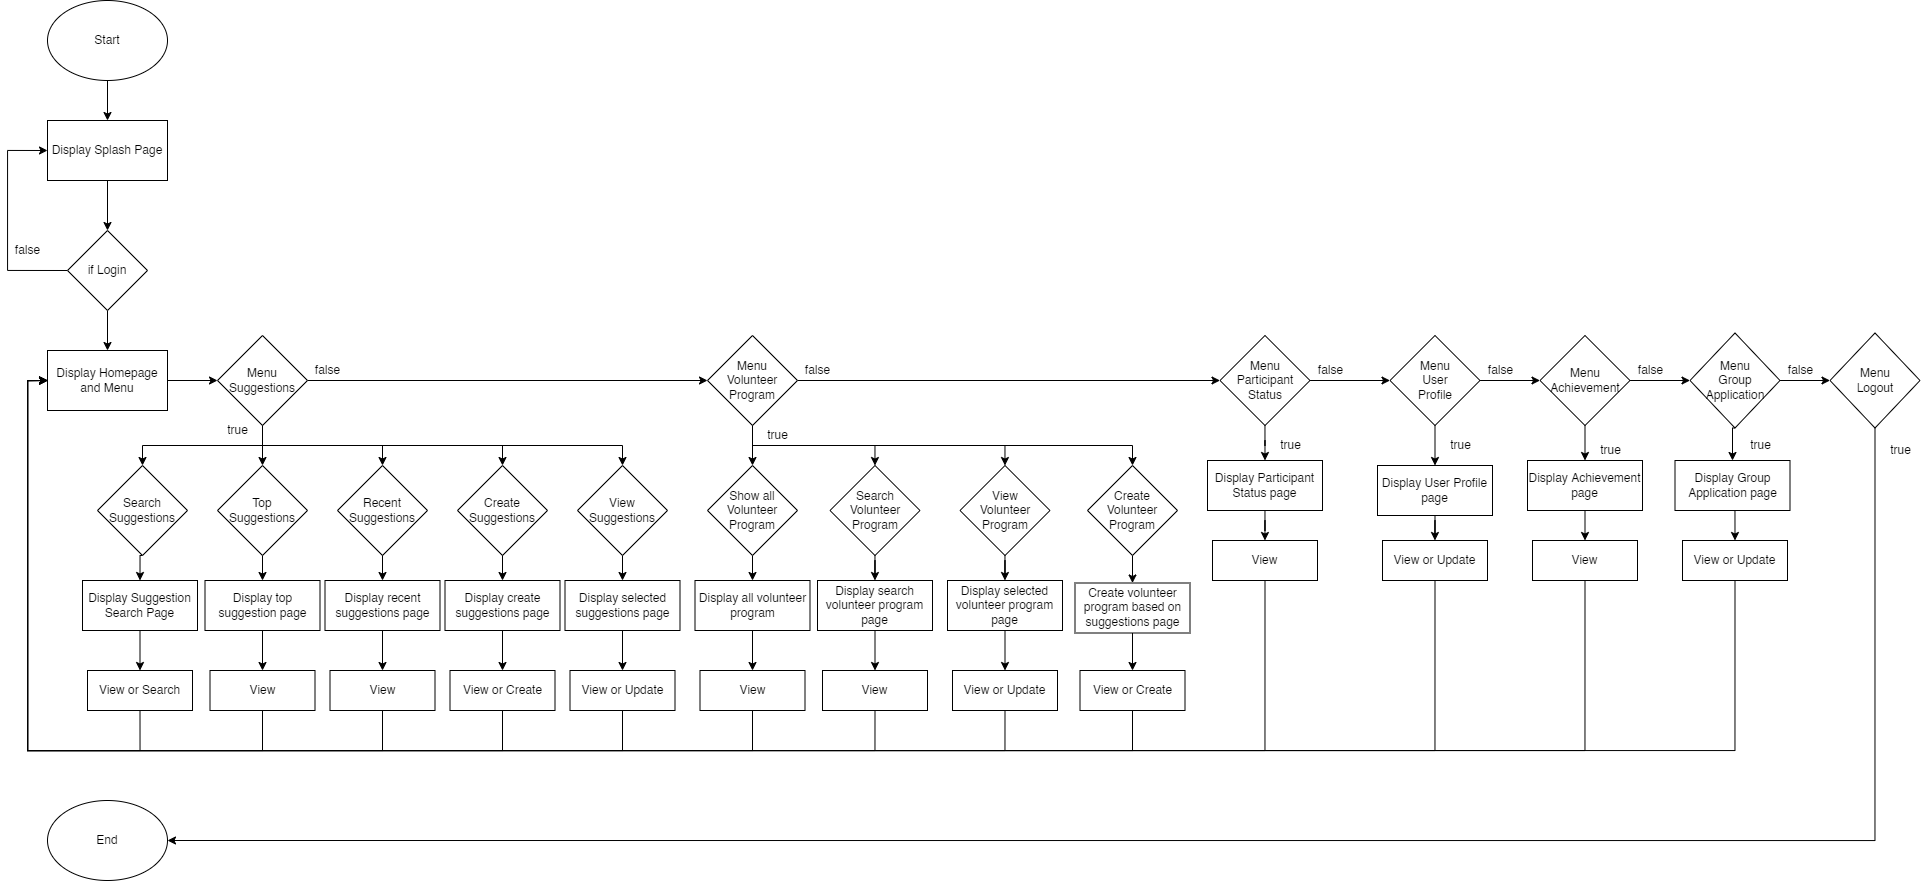 Start
Display Splash Page
false
if Login
Display Homepage
and Menu
Menu
Suggestions
false
true
Menu
Volunteer
Program
false
true
Menu
Participant
Status
false
true
Menu
User
Profile
false
true
Menu
Achievement
false
true
Menu
Group
Application
false
true
Menu
Logout
true
Search
Suggestions
Top
Suggestions
Recent
Suggestions
Create
Suggestions
View
Suggestions
Show all
Volunteer
Program
Search
Volunteer
Program
View
Volunteer
Program
Create
Volunteer
Program
Display Participant
Status page
Display User Profile
page
Display Achievement
page
Display Group
Application page
View
View or Update
View
View or Update
Display Suggestion
Search Page
Display top
suggestion page
Display recent
suggestions page
Display create
suggestions page
Display selected
suggestions page
Display all volunteer
program
Display search
volunteer program
page
Display selected
volunteer program
page
Create volunteer
program based on
suggestions page
View or Search
View
View
View or Create
View or Update
View
View
View or Update
View or Create
End